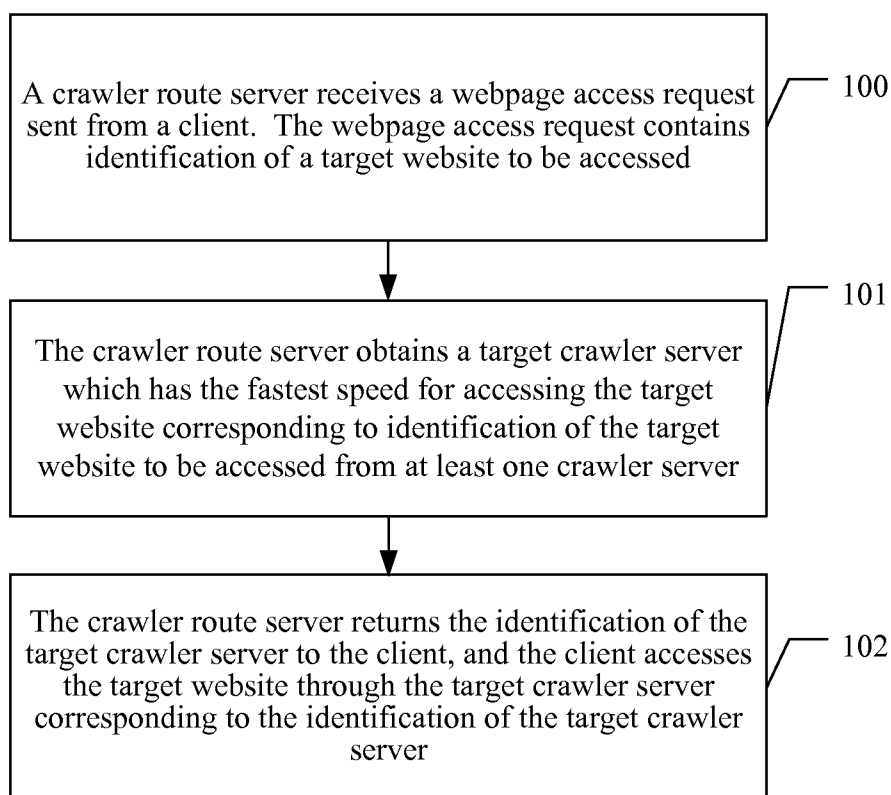 A crawler route server receives a webpage access request
sent from a client. The webpage access request contains
identification of a target website to be accessed
100
The crawler route server obtains a target crawler server
which has the fastest speed for accessing the target
website corresponding to identification of the target
website to be accessed from at least one crawler server
101
The crawler route server returns the identification of the
target crawler server to the client, and the client accesses
the target website through the target crawler server
corresponding to the identification of the target crawler
server
102